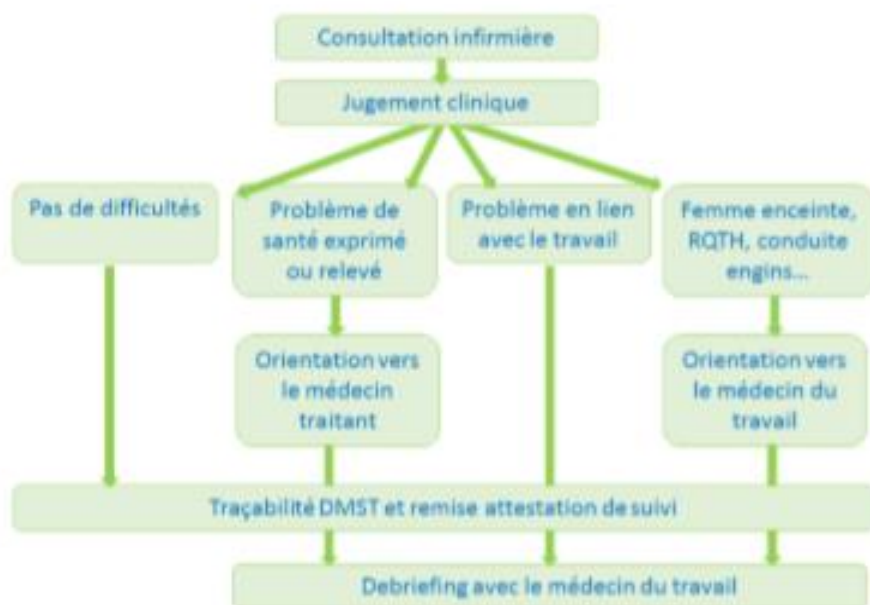 Consultation infirmière
Jugement clinique
Pas de difficultés
Problème de
santé exprimé
ou relevé
Problème en lien
avec le travail
Femme enceinte,
RQTH, conduite
engins...
Orientation vers
le médecin
traitant
Orientation vers
le médecin du
travail
Traçabilité DMST et remise attestation de suivi
Debriefing avec le médecin du travail